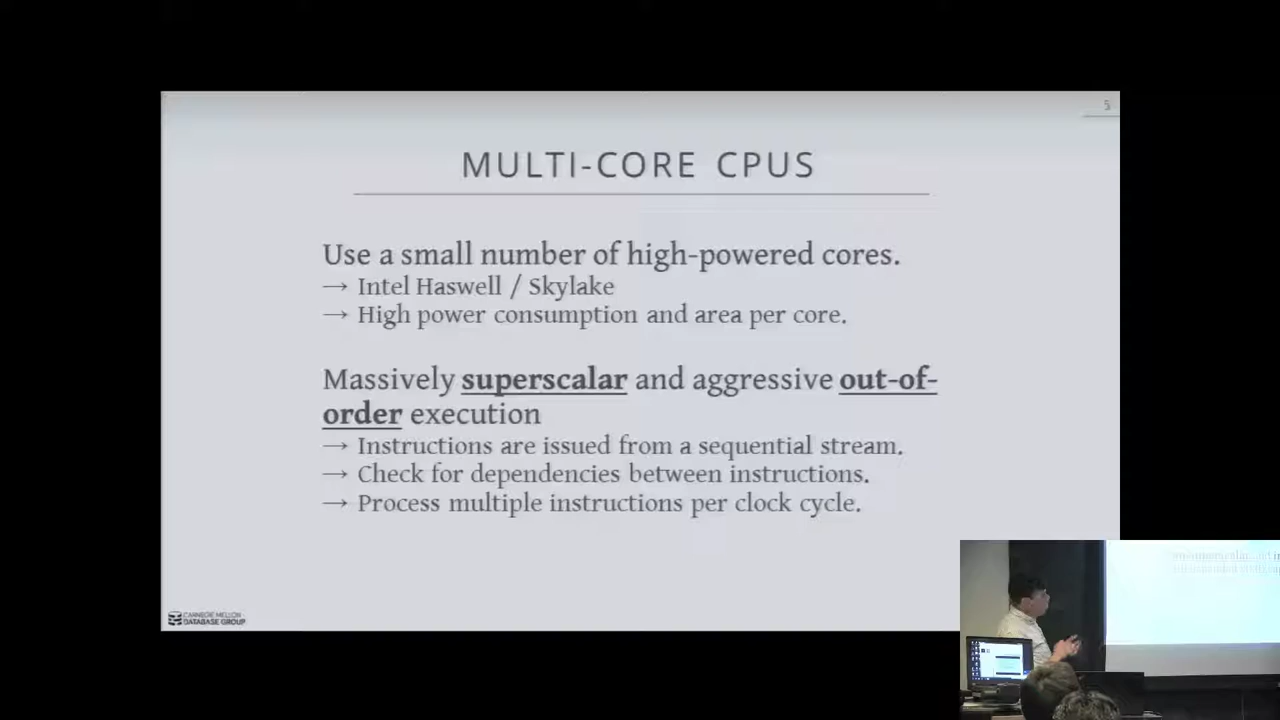 5
MULTI-CORE CPUS
Use a small number of high-powered cores.
→ Intel Haswell / Skylake
→ High power consumption and area per core.
Massively superscalar and aggressive out-of-
order execution
→ Instructions are issued from a sequential stream.
→ Check for dependencies between instructions.
→ Process multiple instructions per clock cycle.
CARNEGIE MELLON
DATABASE GROUP